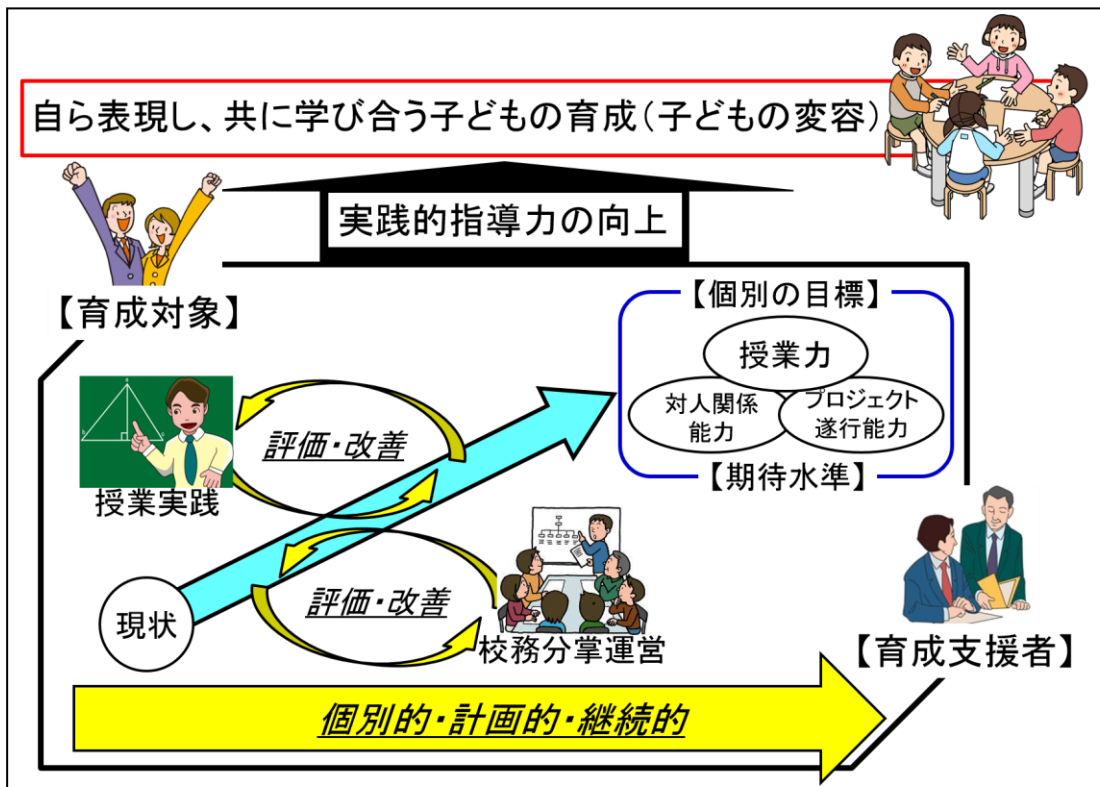 自ら表現し、共に学び合う子どもの育成(子どもの変容)
実践的指導力の向上
【育成対象】
【個別の目標】
授業力
対人関係
能力
プロジェクト
遂行能力
【期待水準】
評価・改善
授業実践
現状
評価・改善
校務分掌運営
【育成支援者】
個別的・計画的・継続的